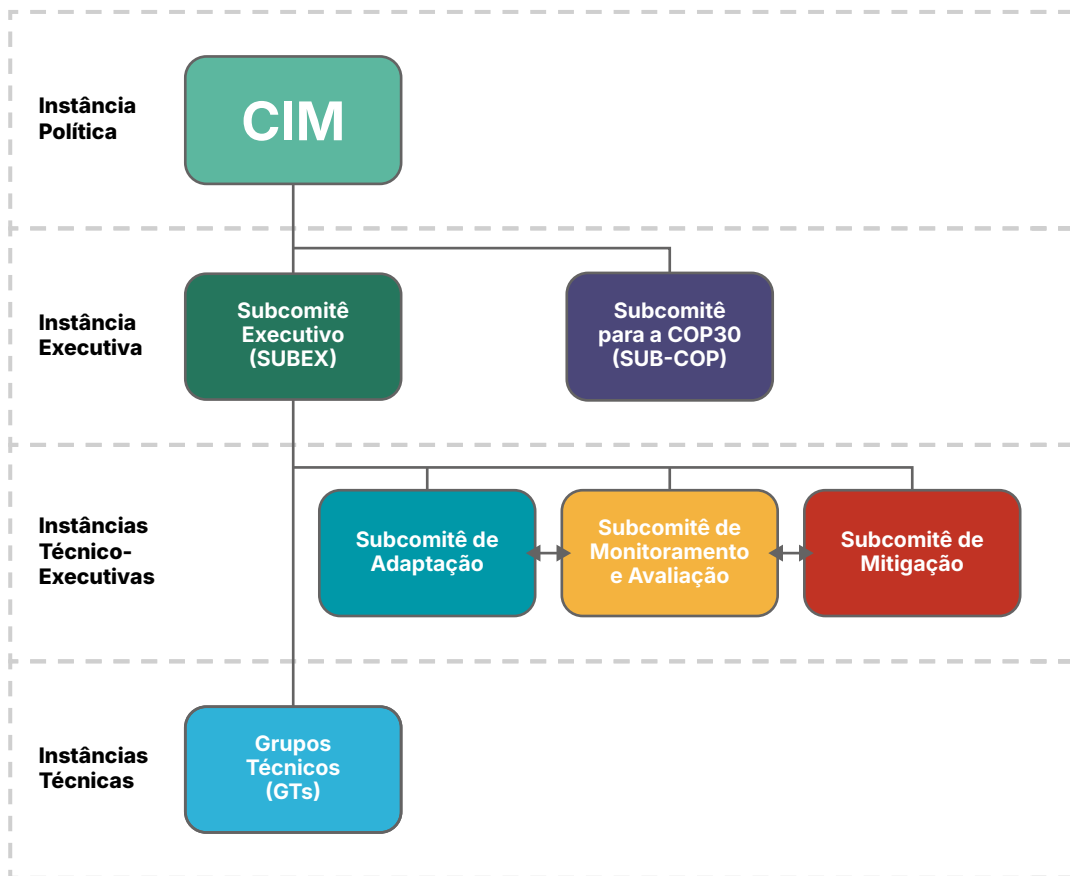 Instância
Política
CIM
Instância
Executiva
Subcomitê
Executivo
(SUBEX)
Subcomitê
para a COP30
(SUB-COP)
Instâncias
Técnico-
Executivas
Subcomitê de
Adaptação
Subcomitê de
Monitoramento
e Avaliação
Subcomitê de
Mitigação
Instâncias
Técnicas
Grupos
Técnicos
(GTs)